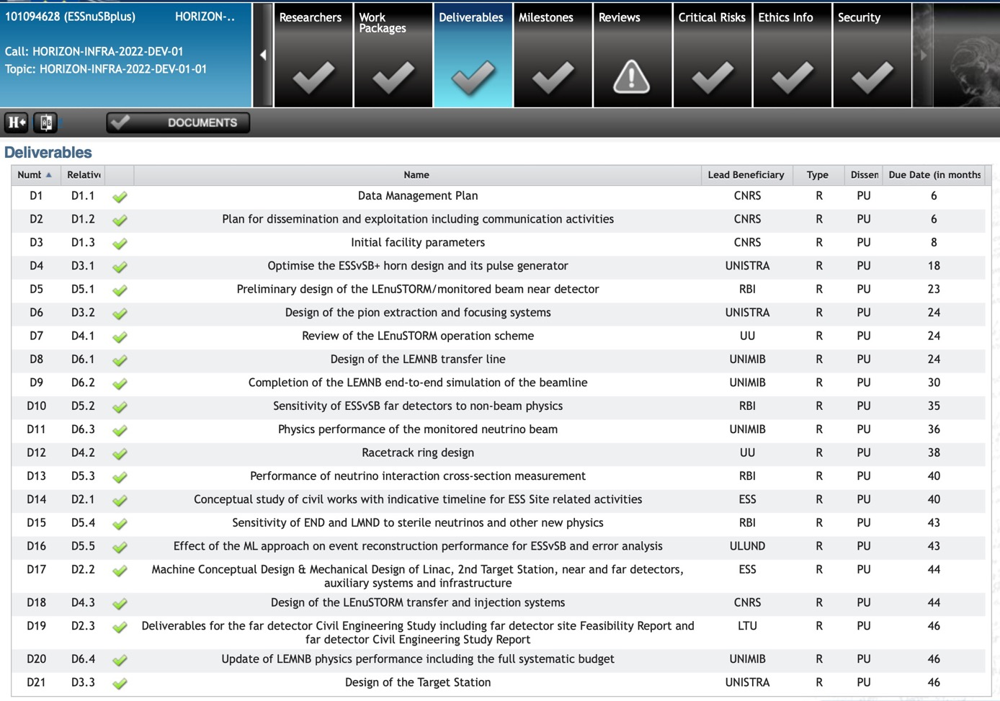 101094628 (ESSnuSBplus) HORIZON-..
Call: HORIZON-INFRA-2022-DEV-01
Topic: HORIZON-INFRA-2022-DEV-01-01
Researchers
Work
Packages
Deliverables
Milestones
Reviews
Critical Risks
Ethics Info
Security
DOCUMENTS
Deliverables
Numb Relative Name Lead Beneficiary Type Dissen Due Date (in months
D1 D1.1 Data Management Plan CNRS R PU 6
D2 D1.2 Plan for dissemination and exploitation including communication activities CNRS R PU 6
D3 D1.3 Initial facility parameters CNRS R PU 8
D4 D3.1 Optimise the ESSvSB+ horn design and its pulse generator UNISTRA R PU 18
D5 D5.1 Preliminary design of the LEnuSTORM/monitored beam near detector RBI R PU 23
D6 D3.2 Design of the pion extraction and focusing systems UNISTRA R PU 24
D7 D4.1 Review of the LEnuSTORM operation scheme UU R PU 24
D8 D6.1 Design of the LEMNB transfer line UNIMIB R PU 24
D9 D6.2 Completion of the LEMNB end-to-end simulation of the beamline UNIMIB R PU 30
D10 D5.2 Sensitivity of ESSvSB far detectors to non-beam physics RBI R PU 35
D11 D6.3 Physics performance of the monitored neutrino beam UNIMIB R PU 36
D12 D4.2 Racetrack ring design UU R PU 38
D13 D5.3 Performance of neutrino interaction cross-section measurement RBI R PU 40
D14 D2.1 Conceptual study of civil works with indicative timeline for ESS Site related activities ESS R PU 40
D15 D5.4 Sensitivity of END and LMND to sterile neutrinos and other new physics RBI R PU 43
D16 D5.5 Effect of the ML approach on event reconstruction performance for ESSvSB and error analysis ULUND R PU 43
D17 D2.2 Machine Conceptual Design & Mechanical Design of Linac, 2nd Target Station, near and far detectors, ESS R PU 44
auxiliary systems and infrastructure
D18 D4.3 Design of the LEnuSTORM transfer and injection systems CNRS R PU 44
D19 D2.3 Deliverables for the far detector Civil Engineering Study including far detector site Feasibility Report and LTU R PU 46
far detector Civil Engineering Study Report
D20 D6.4 Update of LEMNB physics performance including the full systematic budget UNIMIB R PU 46
D21 D3.3 Design of the Target Station UNISTRA R PU 46